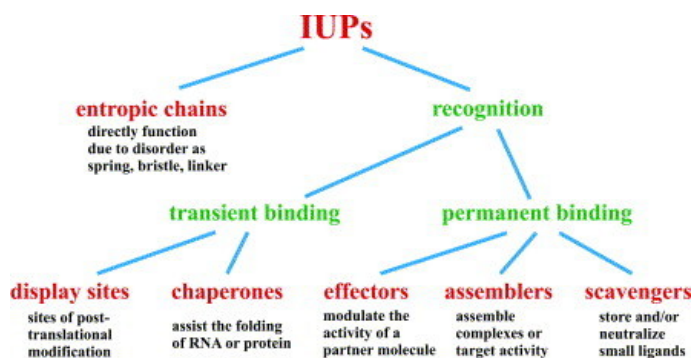 IUPs
entropic chains
directly function
due to disorder as
spring, bristle, linker
recognition
transient binding
permanent binding
display sites
sites of post-
translational
modification
chaperones
assist the folding
of RNA or protein
effectors
modulate the
activity of a
partner molecule
assemblers
assemble
complexes or
target activity
scavengers
store and/or
neutralize
small ligands